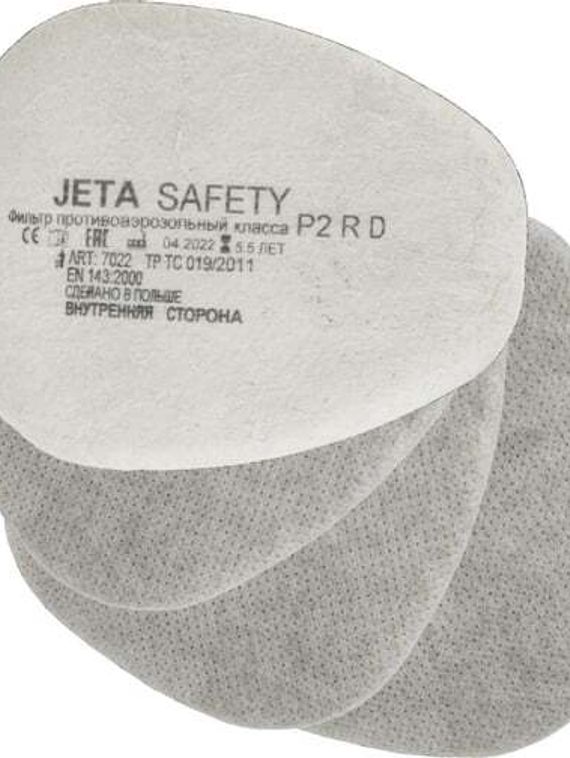 JETA SAFETY
Фильтр противоаэрозольный класса P2 R D
CE EAC 04.2022 5.5 ЛЕТ
ART: 7022 ТР ТС 019/2011
EN 143:2000
СДЕЛАНО В ПОЛЬШЕ
ВНУТРЕННЯЯ СТОРОНА